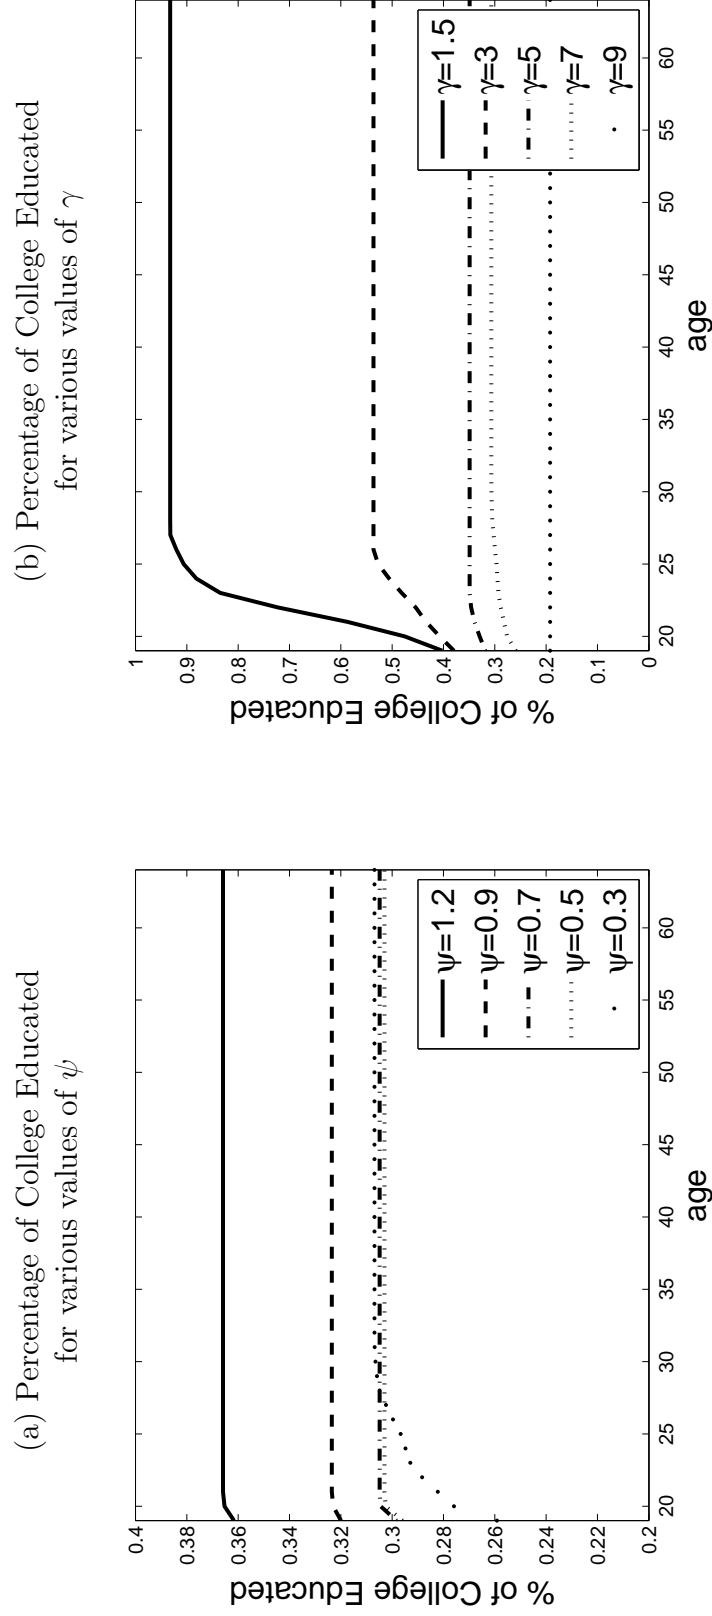 (a) Percentage of College Educated
for various values of ψ
% of College Educated
0.4
0.38
0.36
0.34
0.32
0.3
0.28
0.26
0.24
0.22
0.2
20 25 30 35 40 45 50 55 60
age
ψ=1.2
ψ=0.9
ψ=0.7
ψ=0.5
ψ=0.3
(b) Percentage of College Educated
for various values of γ
% of College Educated
1
0.9
0.8
0.7
0.6
0.5
0.4
0.3
0.2
0.1
0
20 25 30 35 40 45 50 55 60
age
γ=1.5
γ=3
γ=5
γ=7
γ=9